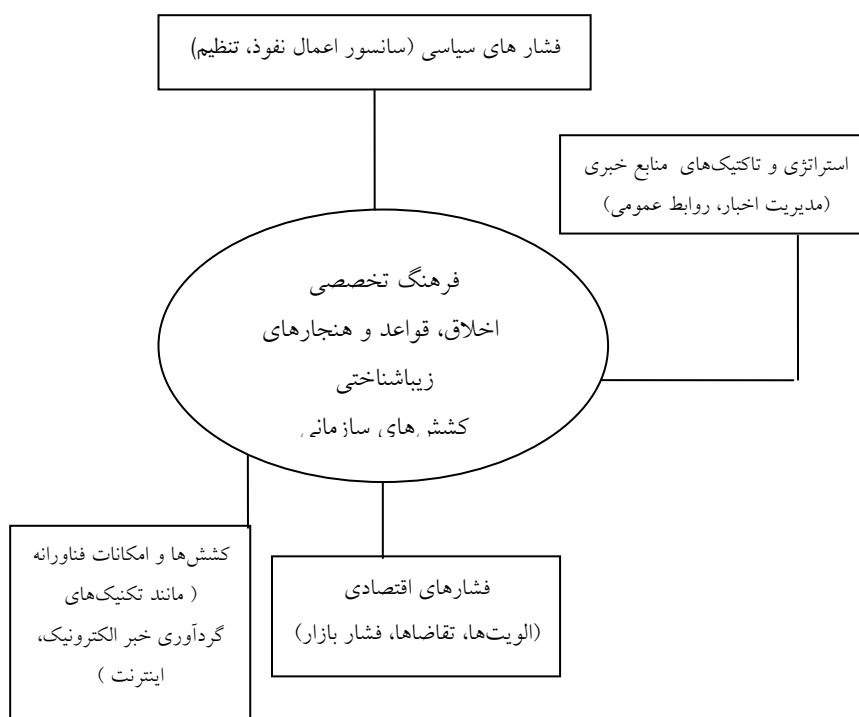 فشار های سیاسی (سانسور اعمال نفوذ، تنظیم)
استراتژی و تاکتیک‌های منابع خبری
(مدیریت اخبار، روابط عمومی)
فرهنگ تخصصی
اخلاق، قواعد و هنجارهای
زیباشناختی
کشش‌های سازمانی
فشارهای اقتصادی
(الویت‌ها، تقاضاها، فشار بازار)
کشش‌ها و امکانات فناورانه
( مانند تکنیک‌های
گردآوری خبر الکترونیک،
اینترنت )